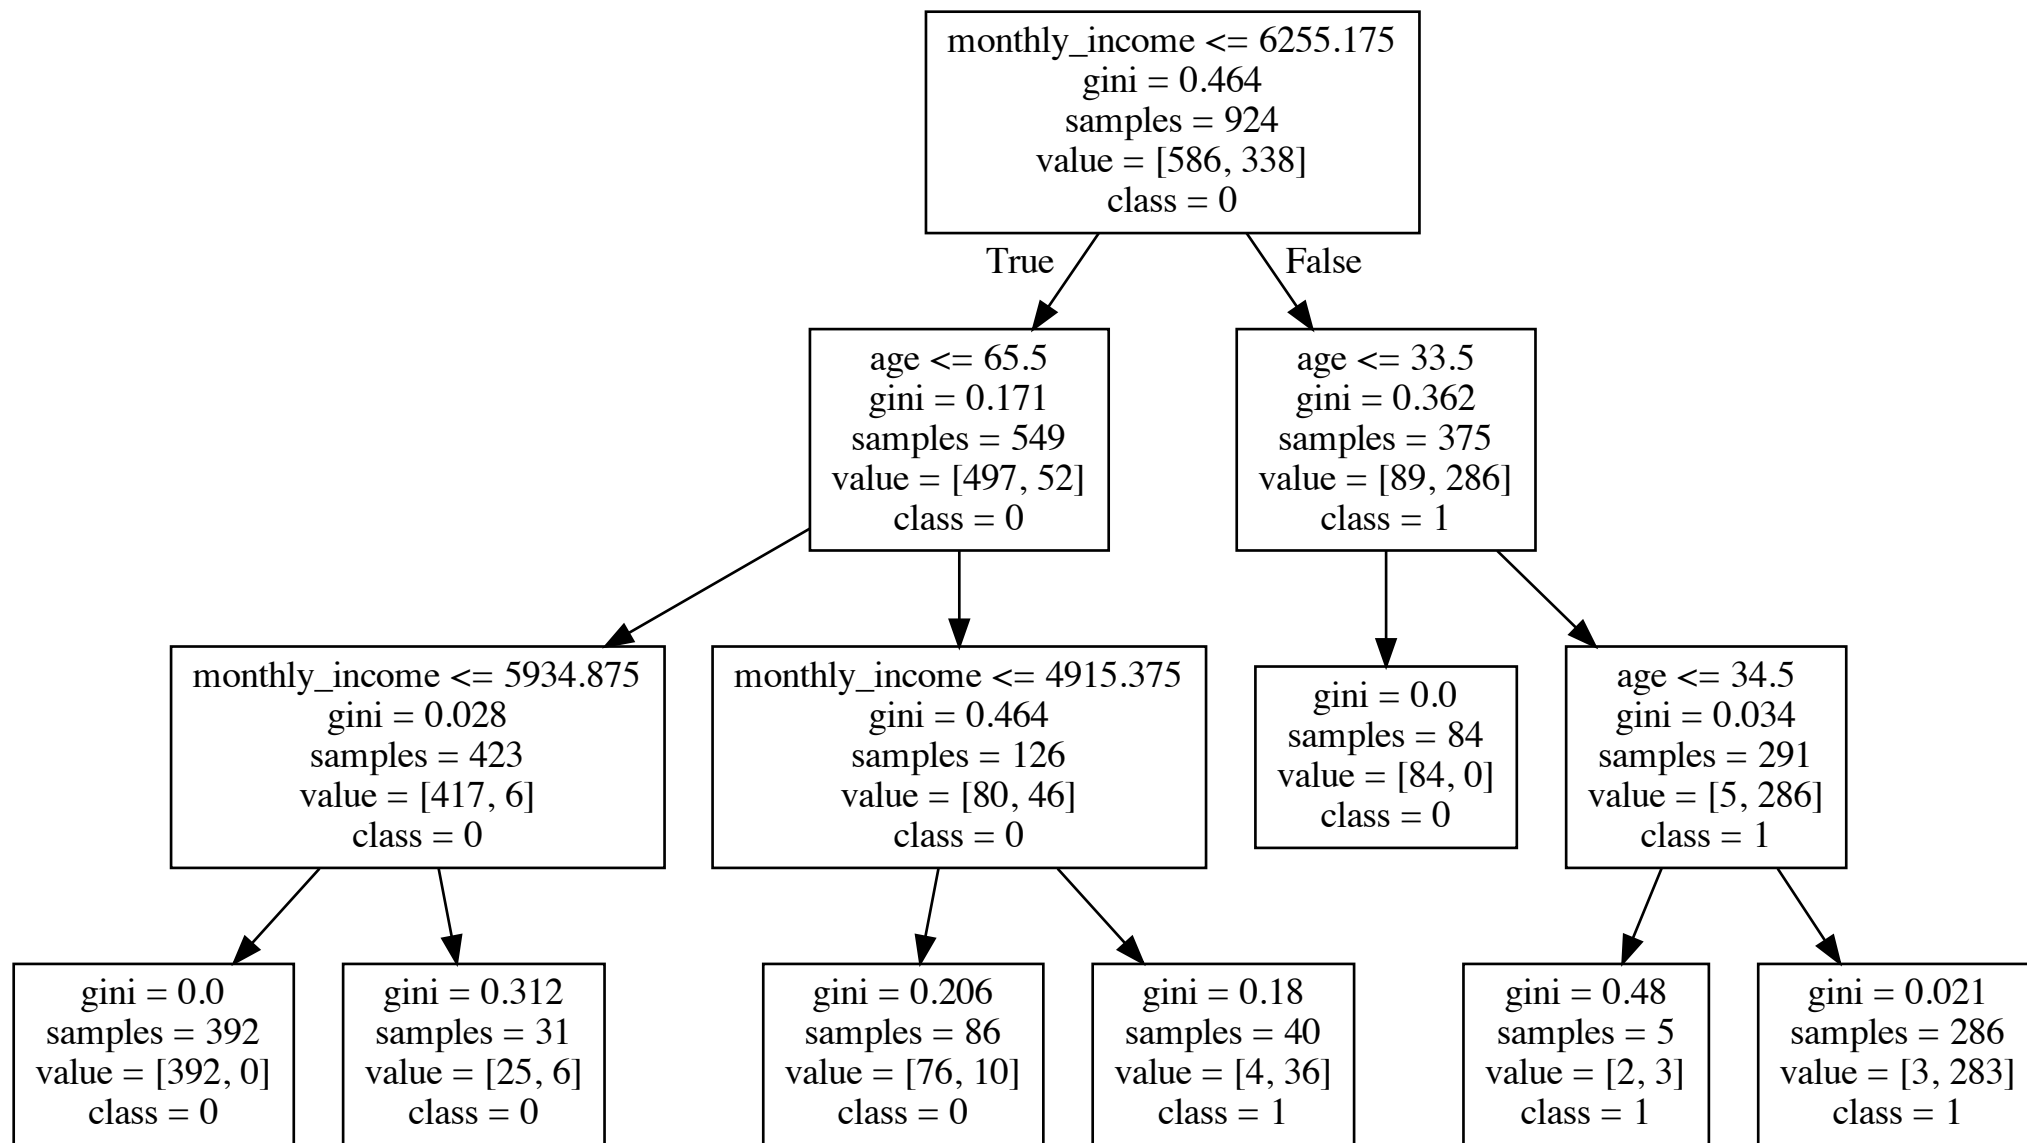 monthly_income <= 6255.175
gini = 0.464
samples = 924
value = [586, 338]
class = 0
True
False
age <= 65.5
gini = 0.171
samples = 549
value = [497, 52]
class = 0
age <= 33.5
gini = 0.362
samples = 375
value = [89, 286]
class = 1
monthly_income <= 5934.875
gini = 0.028
samples = 423
value = [417, 6]
class = 0
monthly_income <= 4915.375
gini = 0.464
samples = 126
value = [80, 46]
class = 0
gini = 0.0
samples = 84
value = [84, 0]
class = 0
age <= 34.5
gini = 0.034
samples = 291
value = [5, 286]
class = 1
gini = 0.0
samples = 392
value = [392, 0]
class = 0
gini = 0.312
samples = 31
value = [25, 6]
class = 0
gini = 0.206
samples = 86
value = [76, 10]
class = 0
gini = 0.18
samples = 40
value = [4, 36]
class = 1
gini = 0.48
samples = 5
value = [2, 3]
class = 1
gini = 0.021
samples = 286
value = [3, 283]
class = 1